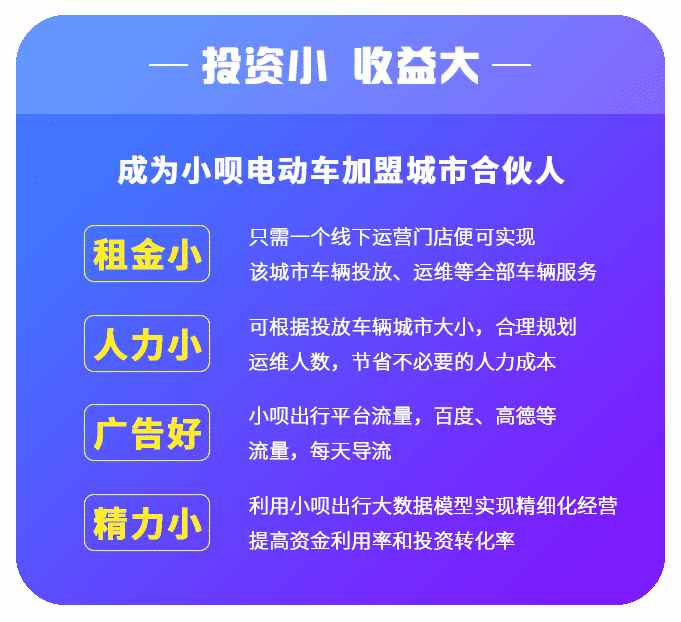 投资小 收益大
成为小呗电动车加盟城市合伙人
租金小
只需一个线下运营门店便可实现
该城市车辆投放、运维等全部车辆服务
人力小
可根据投放车辆城市大小，合理规划
运维人数，节省不必要的人力成本
广告好
小呗出行平台流量，百度、高德等
流量，每天导流
精力小
利用小呗出行大数据模型实现精细化经营
提高资金利用率和投资转化率